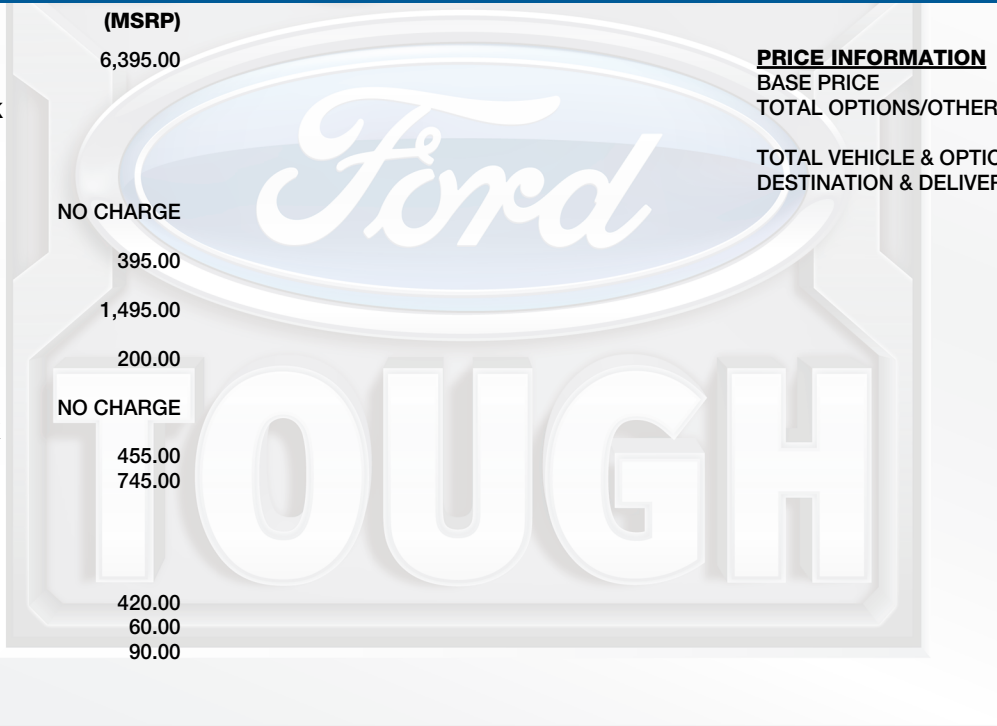 (MSRP)
6,395.00
NO CHARGE
395.00
1,495.00
200.00
NO CHARGE
455.00
745.00
420.00
60.00
90.00
PRICE INFORMATION
BASE PRICE
TOTAL OPTIONS/OTHER
TOTAL VEHICLE & OPTIO
DESTINATION & DELIVER
Ford
TOUGH